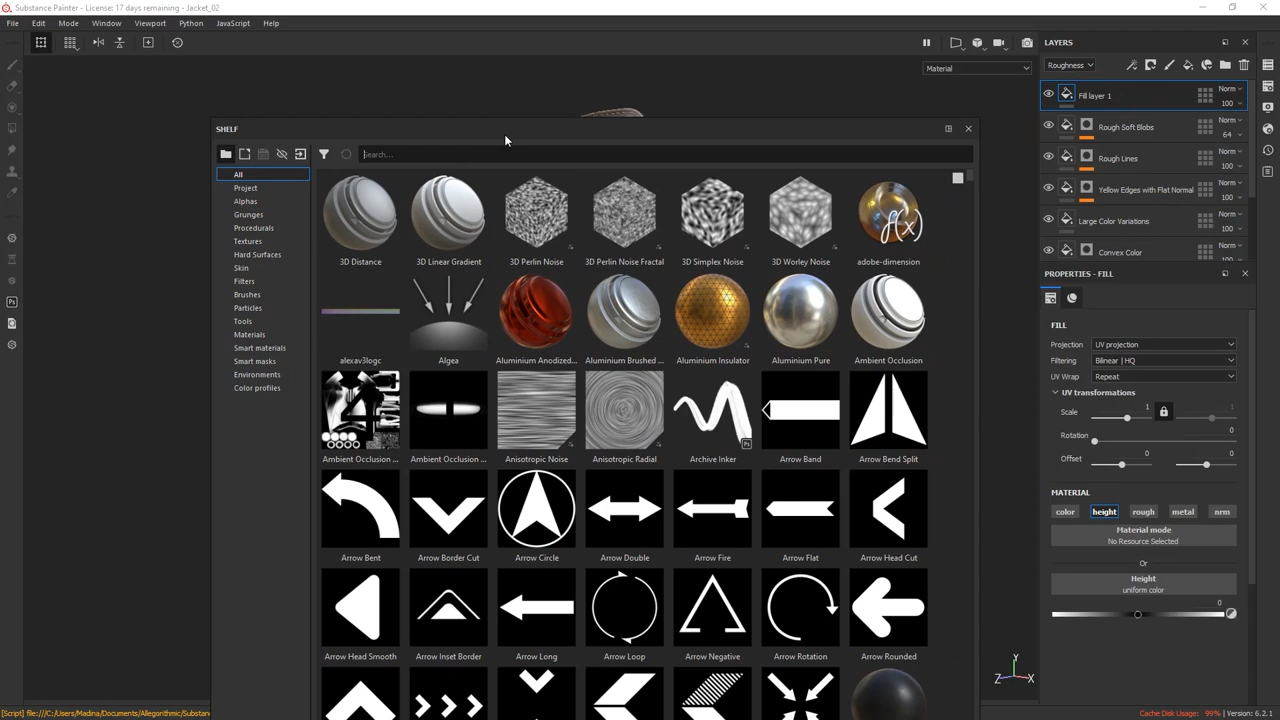 Substance Painter - License: 17 days remaining - Jacket_02
File Edit Mode Window Viewport Python JavaScript Help
Material
SHELF
Search...
All
Project
Alphas
Grunges
Procedurals
Textures
Hard Surfaces
Skin
Filters
Brushes
Particles
Tools
Materials
Smart materials
Smart masks
Environments
Color profiles
3D Distance 3D Linear Gradient 3D Perlin Noise 3D Perlin Noise Fractal 3D Simplex Noise 3D Worley Noise adobe-dimension
alexav3logc Algea Aluminium Anodized... Aluminium Brushed ... Aluminium Insulator Aluminium Pure Ambient Occlusion
Ambient Occlusion ... Ambient Occlusion ... Anisotropic Noise Anisotropic Radial Archive Inker Arrow Band Arrow Bend Split
Arrow Bent Arrow Border Cut Arrow Circle Arrow Double Arrow Fire Arrow Flat Arrow Head Cut
Arrow Head Smooth Arrow Inset Border Arrow Long Arrow Loop Arrow Negative Arrow Rotation Arrow Rounded
LAYERS
Roughness
Fill layer 1 Norm 100
Rough Soft Blobs Norm 64
Rough Lines Norm 100
Yellow Edges with Flat Normal Norm 100
Large Color Variations Norm 100
Convex Color Norm
PROPERTIES - FILL
FILL
Projection UV projection
Filtering Bilinear | HQ
UV Wrap Repeat
UV transformations
Scale 1 1
Rotation 0
Offset 0 0
MATERIAL
color height rough metal nrm
Material mode
No Resource Selected
Or
Height
uniform color
0
Y
Z X
Ps
[Script] file:///C:/Users/Madina/Documents/Allegorithmic/Substan
Cache Disk Usage: 99% | Version: 6.2.1